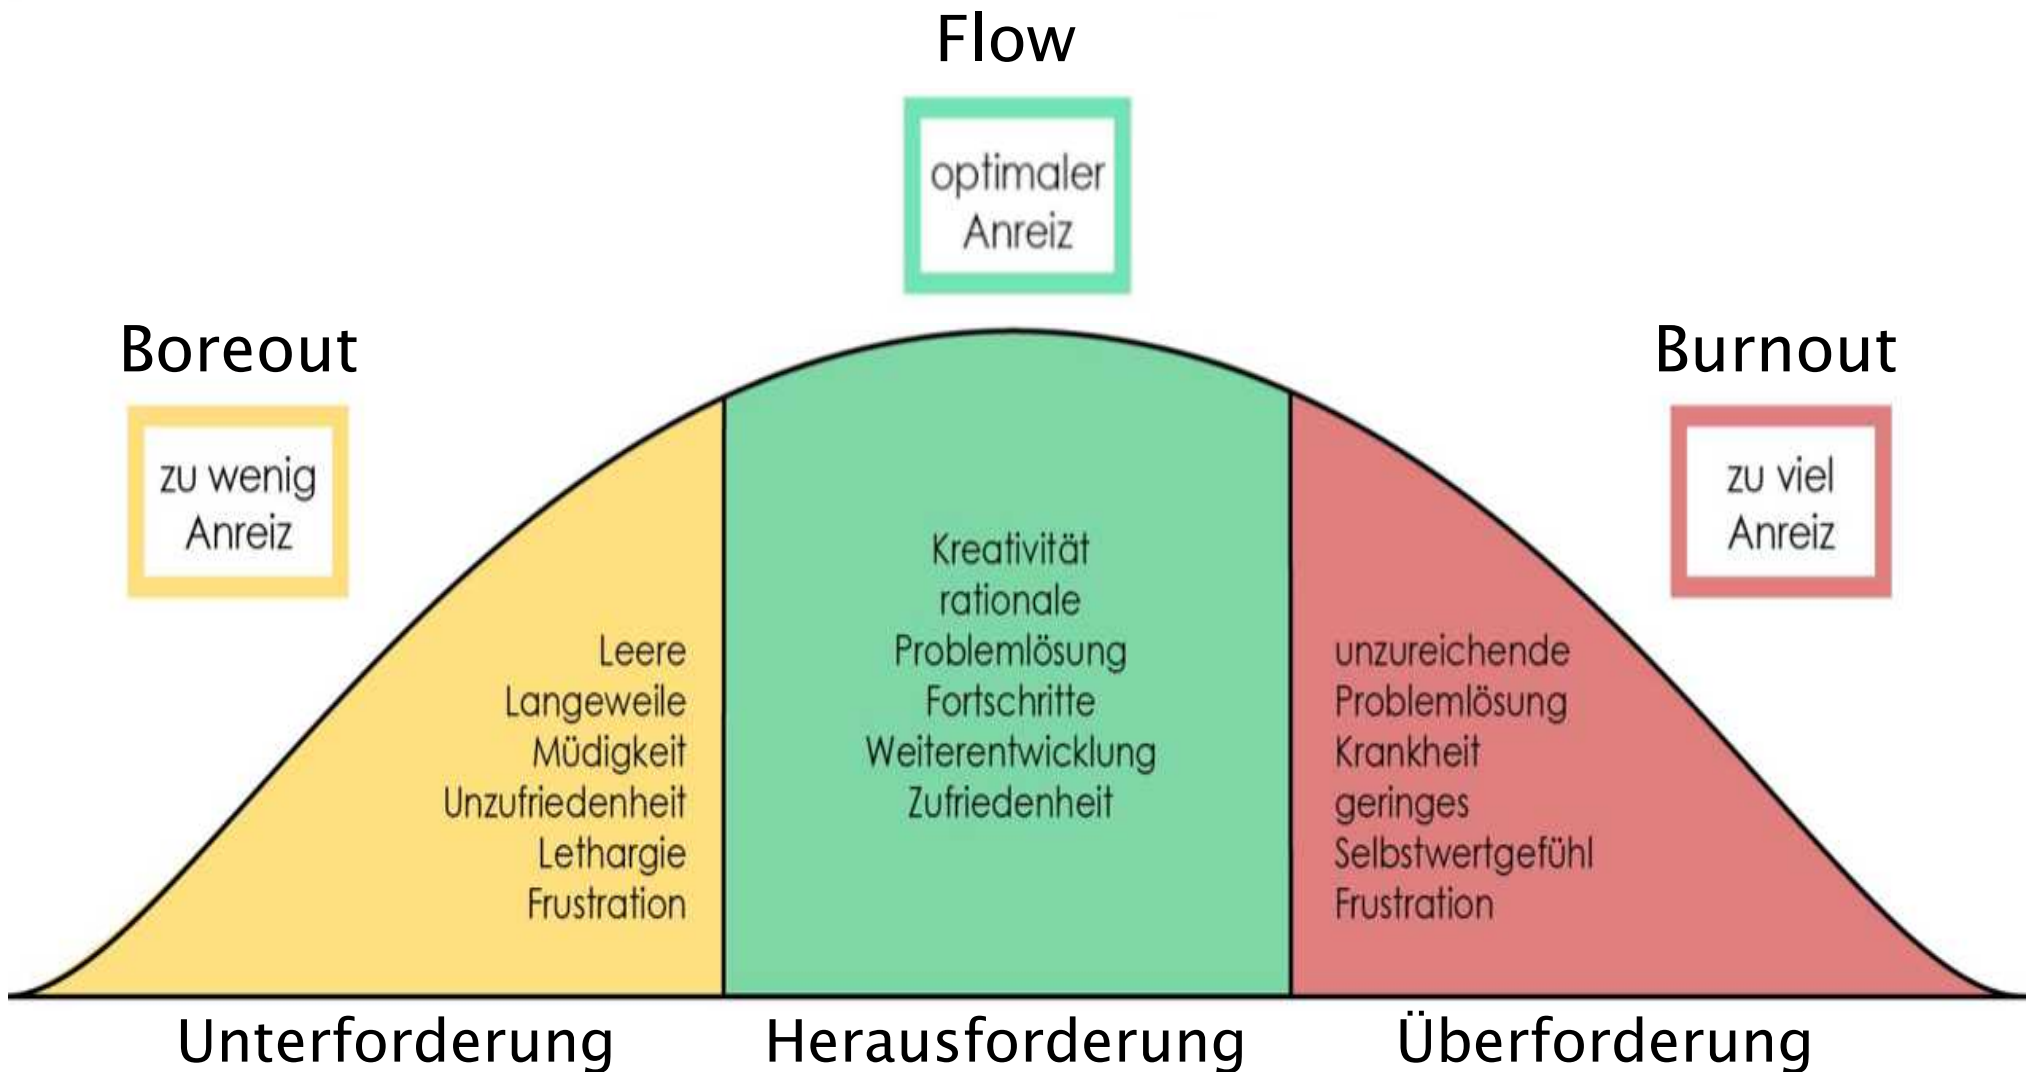 Flow
optimaler
Anreiz
Boreout
zu wenig
Anreiz
Burnout
zu viel
Anreiz
Leere
Langeweile
Müdigkeit
Unzufriedenheit
Lethargie
Frustration
Kreativität
rationale
Problemlösung
Fortschritte
Weiterentwicklung
Zufriedenheit
unzureichende
Problemlösung
Krankheit
geringes
Selbstwertgefühl
Frustration
Unterforderung
Herausforderung
Überforderung